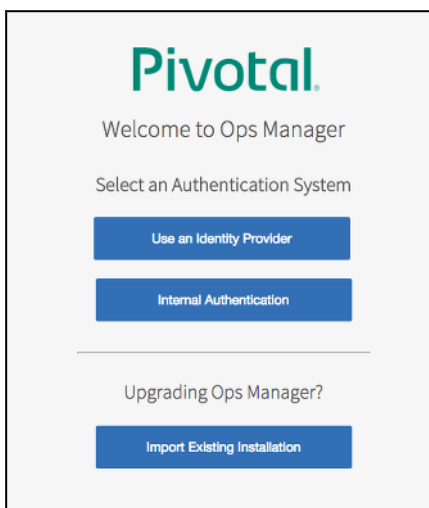 Pivotal.
Welcome to Ops Manager
Select an Authentication System
Use an Identity Provider
Internal Authentication
Upgrading Ops Manager?
Import Existing Installation